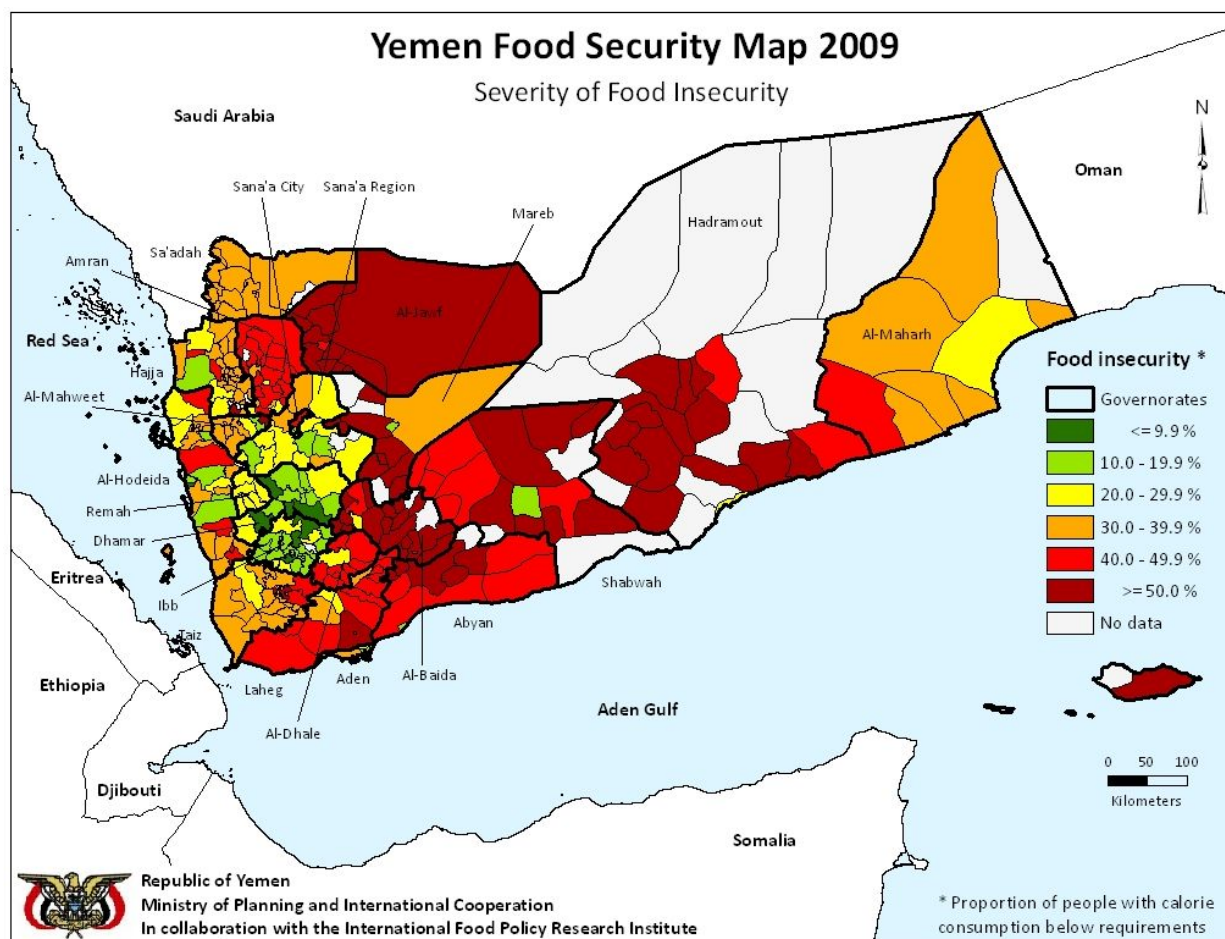 Yemen Food Security Map 2009
Severity of Food Insecurity
Saudi Arabia
N
Oman
Sana'a City
Sana'a Region
Mareb
Hadramout
Sa'adah
Amran
Al-Jawf
Al-Maharh
Red Sea
Hajja
Al-Mahweet
Al-Hodeida
Remah
Dhamar
Eritrea
Ibb
Taiz
Shabwah
Abyan
Ethiopia
Laheg
Aden
Al-Baida
Al-Dhale
Aden Gulf
Djibouti
Somalia
Food insecurity *
Governorates
<= 9.9 %
10.0 - 19.9 %
20.0 - 29.9 %
30.0 - 39.9 %
40.0 - 49.9 %
>= 50.0 %
No data
0 50 100
Kilometers
Republic of Yemen
Ministry of Planning and International Cooperation
In collaboration with the International Food Policy Research Institute
* Proportion of people with calorie
consumption below requirements